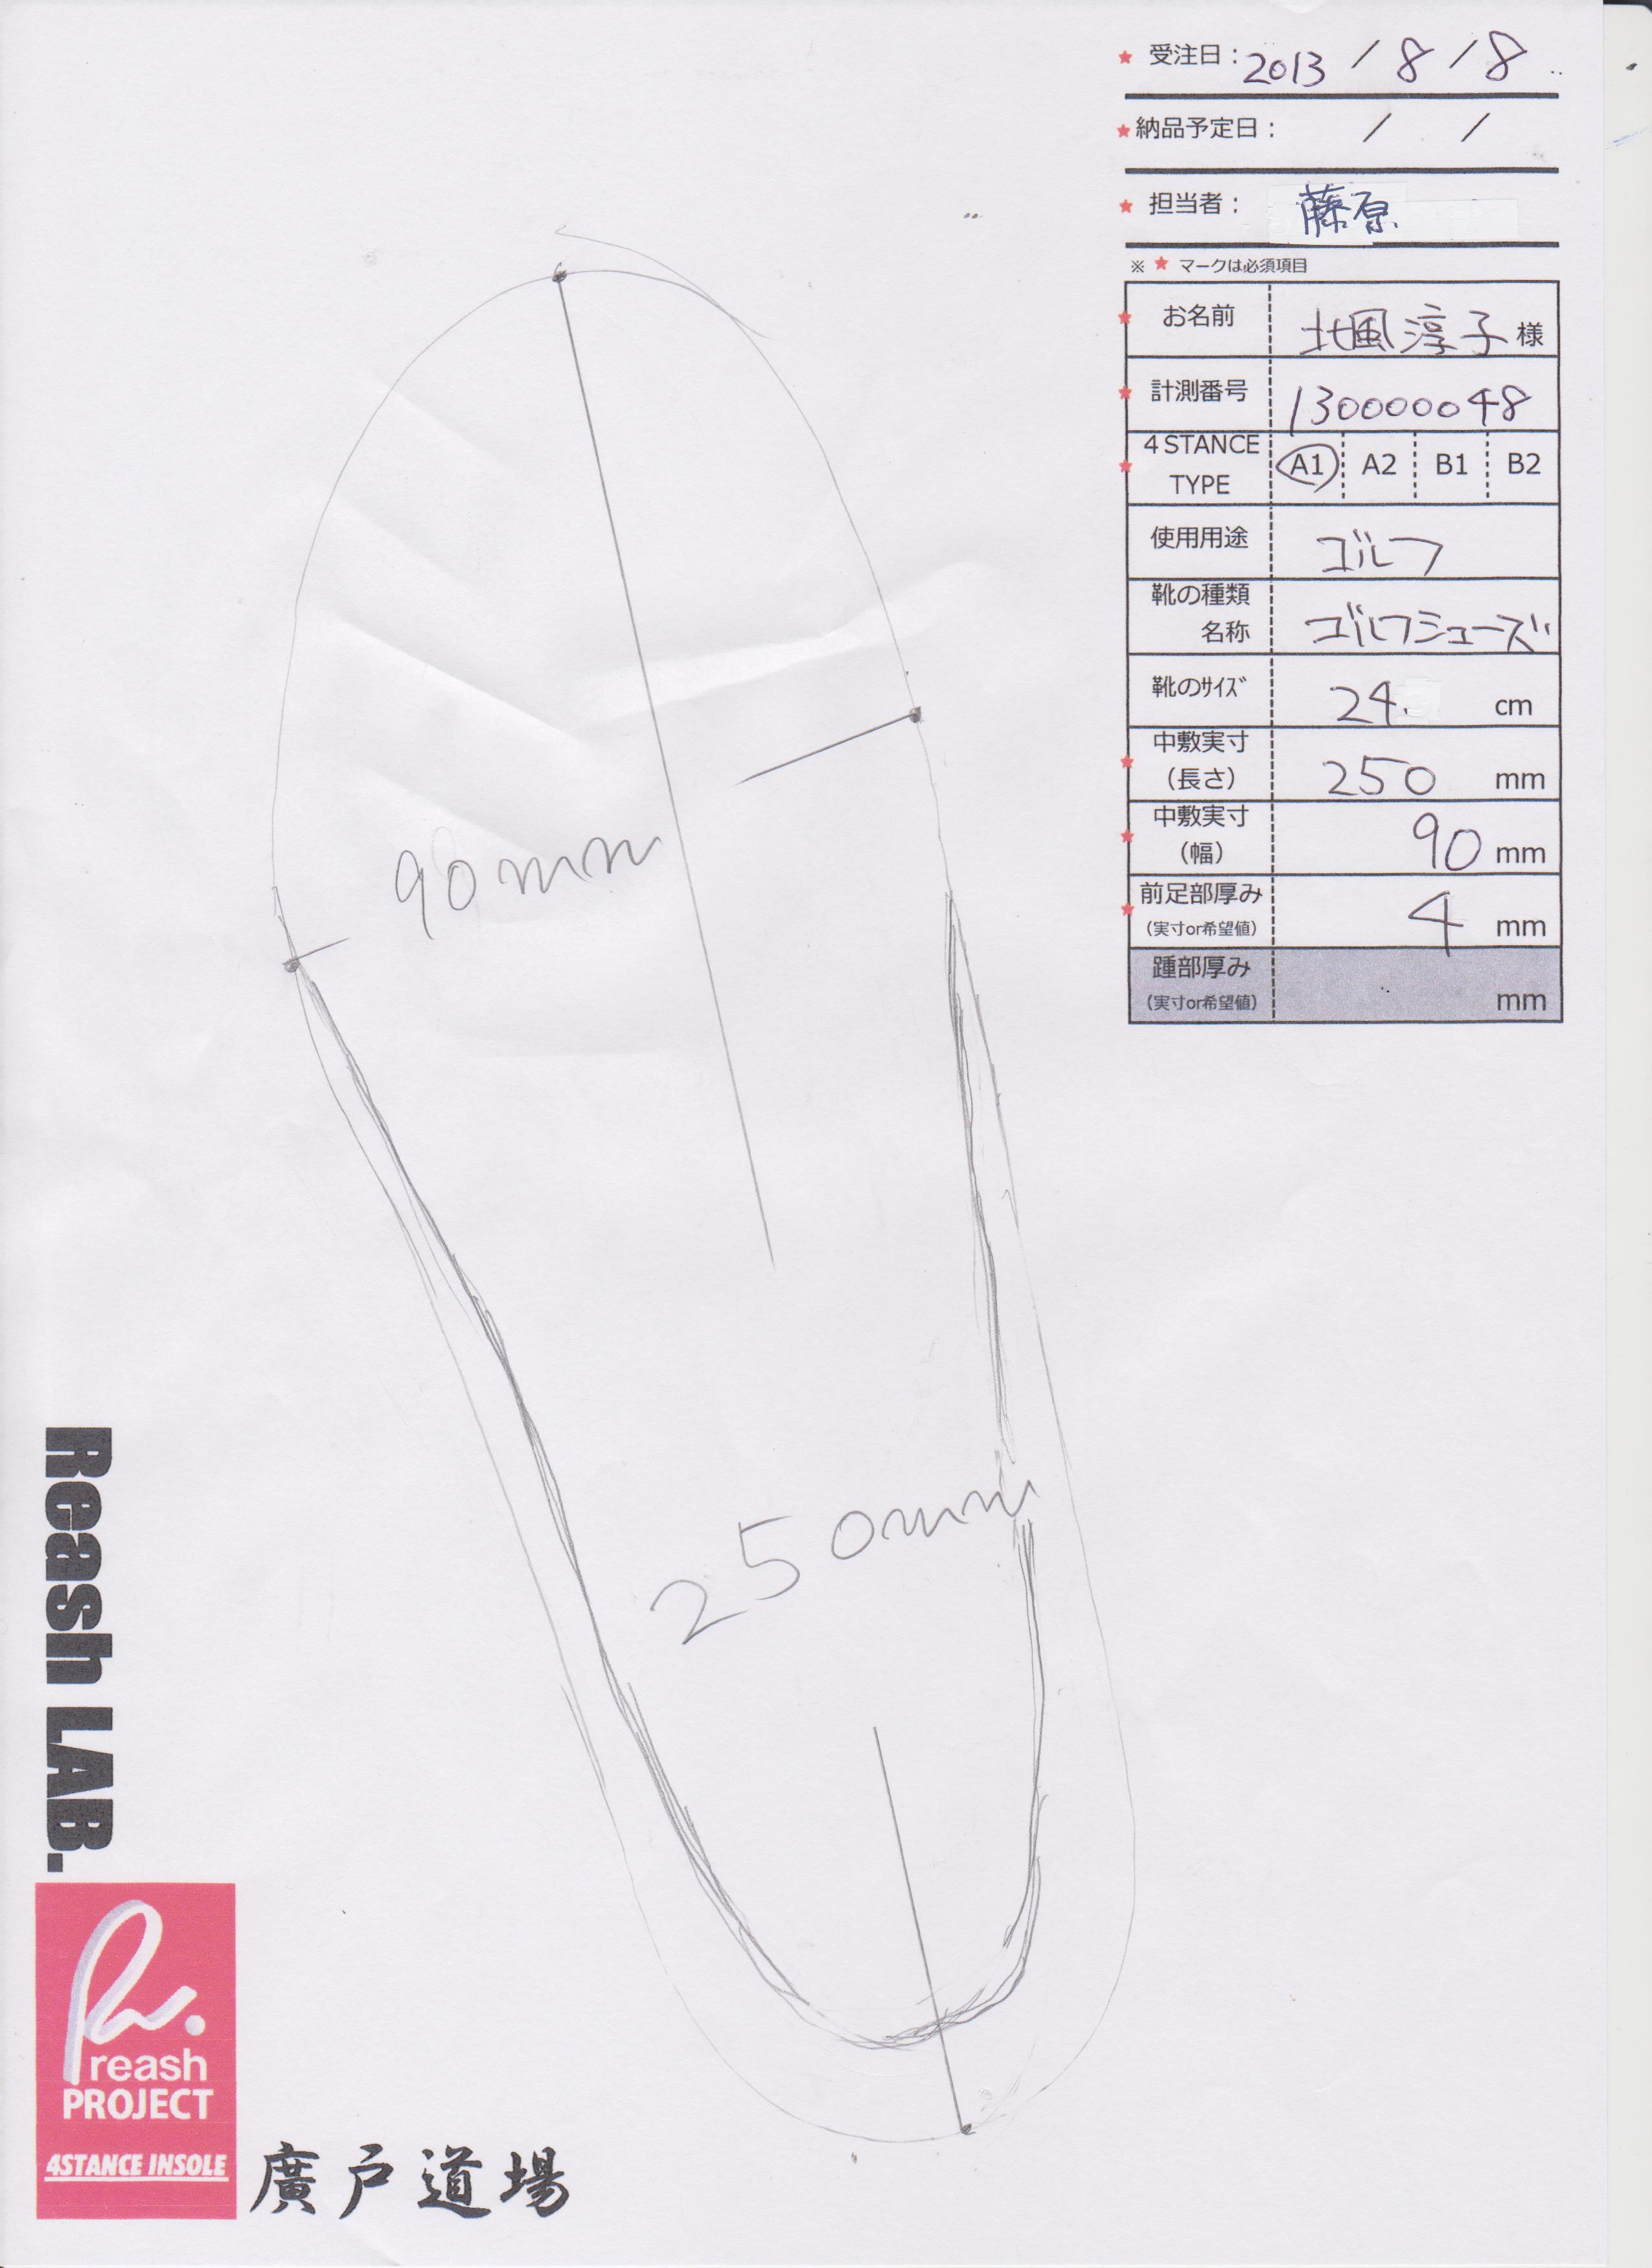 ★ 受注日： 2013 / 8 / 8
★ 納品予定日： / /
★ 担当者： 藤原
※ ★ マークは必須項目
★ お名前 北風淳子 様
★ 計測番号 130000048
★ 4STANCE TYPE A1 A2 B1 B2
使用用途 ゴルフ
靴の種類
名称 ゴルフシューズ
靴のサイズ 24. cm
★ 中敷実寸
（長さ） 250 mm
★ 中敷実寸
（幅） 90 mm
★ 前足部厚み
（実寸or希望値） 4 mm
踵部厚み
（実寸or希望値） mm
90mm
250mm
Reash LAB.
R.
reash
PROJECT
4STANCE INSOLE
廣戸道場